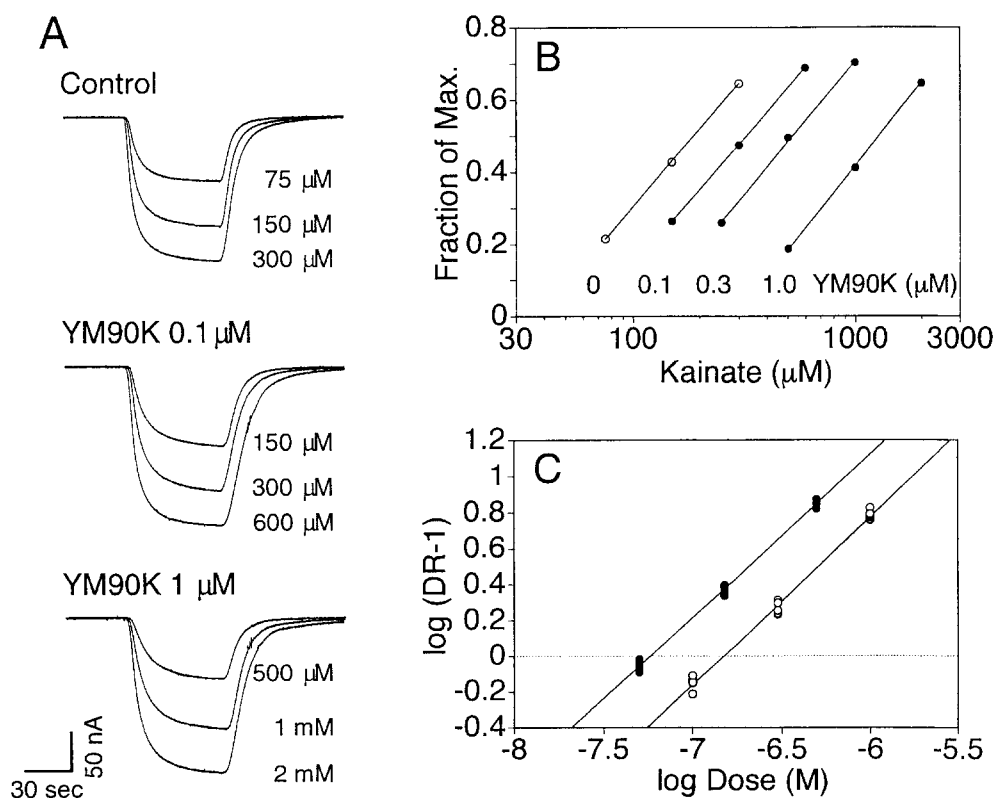 A
Control
75 μM
150 μM
300 μM
YM90K 0.1 μM
150 μM
300 μM
600 μM
YM90K 1 μM
500 μM
1 mM
2 mM
50 nA
30 sec
B
Fraction of Max.
0.8
0.6
0.4
0.2
0
0 0.1 0.3 1.0 YM90K (μM)
30 100 1000 3000
Kainate (μM)
C
log (DR-1)
1.2
1
0.8
0.6
0.4
0.2
0
-0.2
-0.4
-8 -7.5 -7 -6.5 -6 -5.5
log Dose (M)